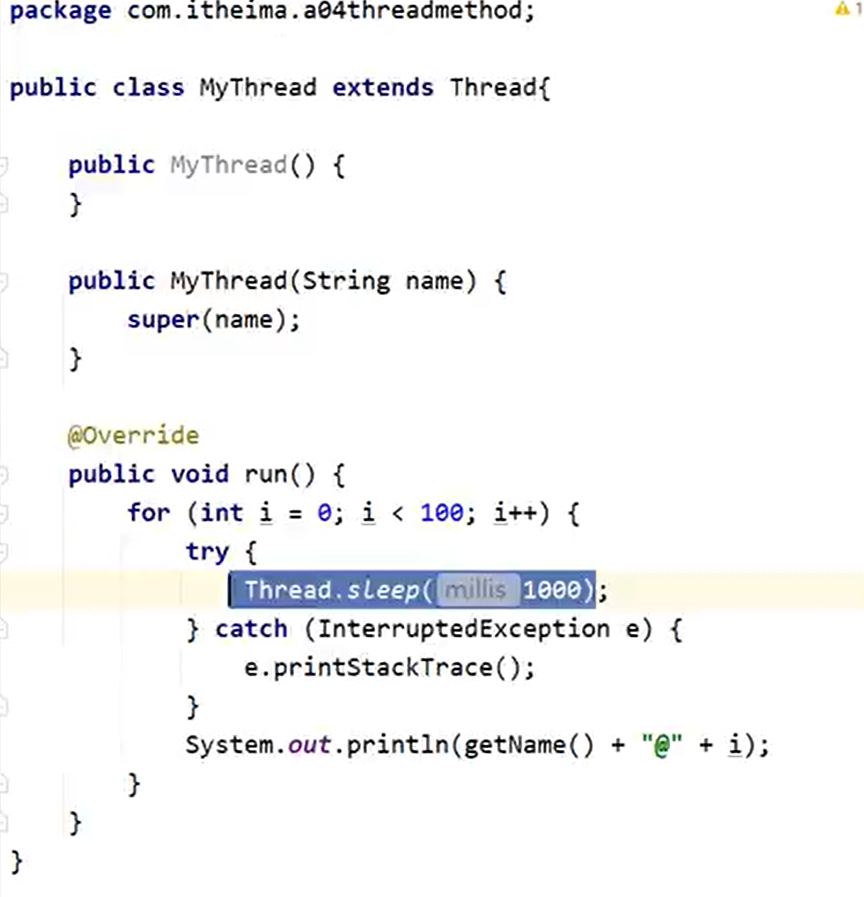 package com.itheima.a04threadmethod;
1
public class MyThread extends Thread{
public MyThread() {
}
public MyThread(String name) {
super(name);
}
@Override
public void run() {
for (int i = 0; i < 100; i++) {
try {
Thread.sleep( millis 1000);
} catch (InterruptedException e) {
e.printStackTrace();
}
System.out.println(getName() + "@" + i);
}
}
}